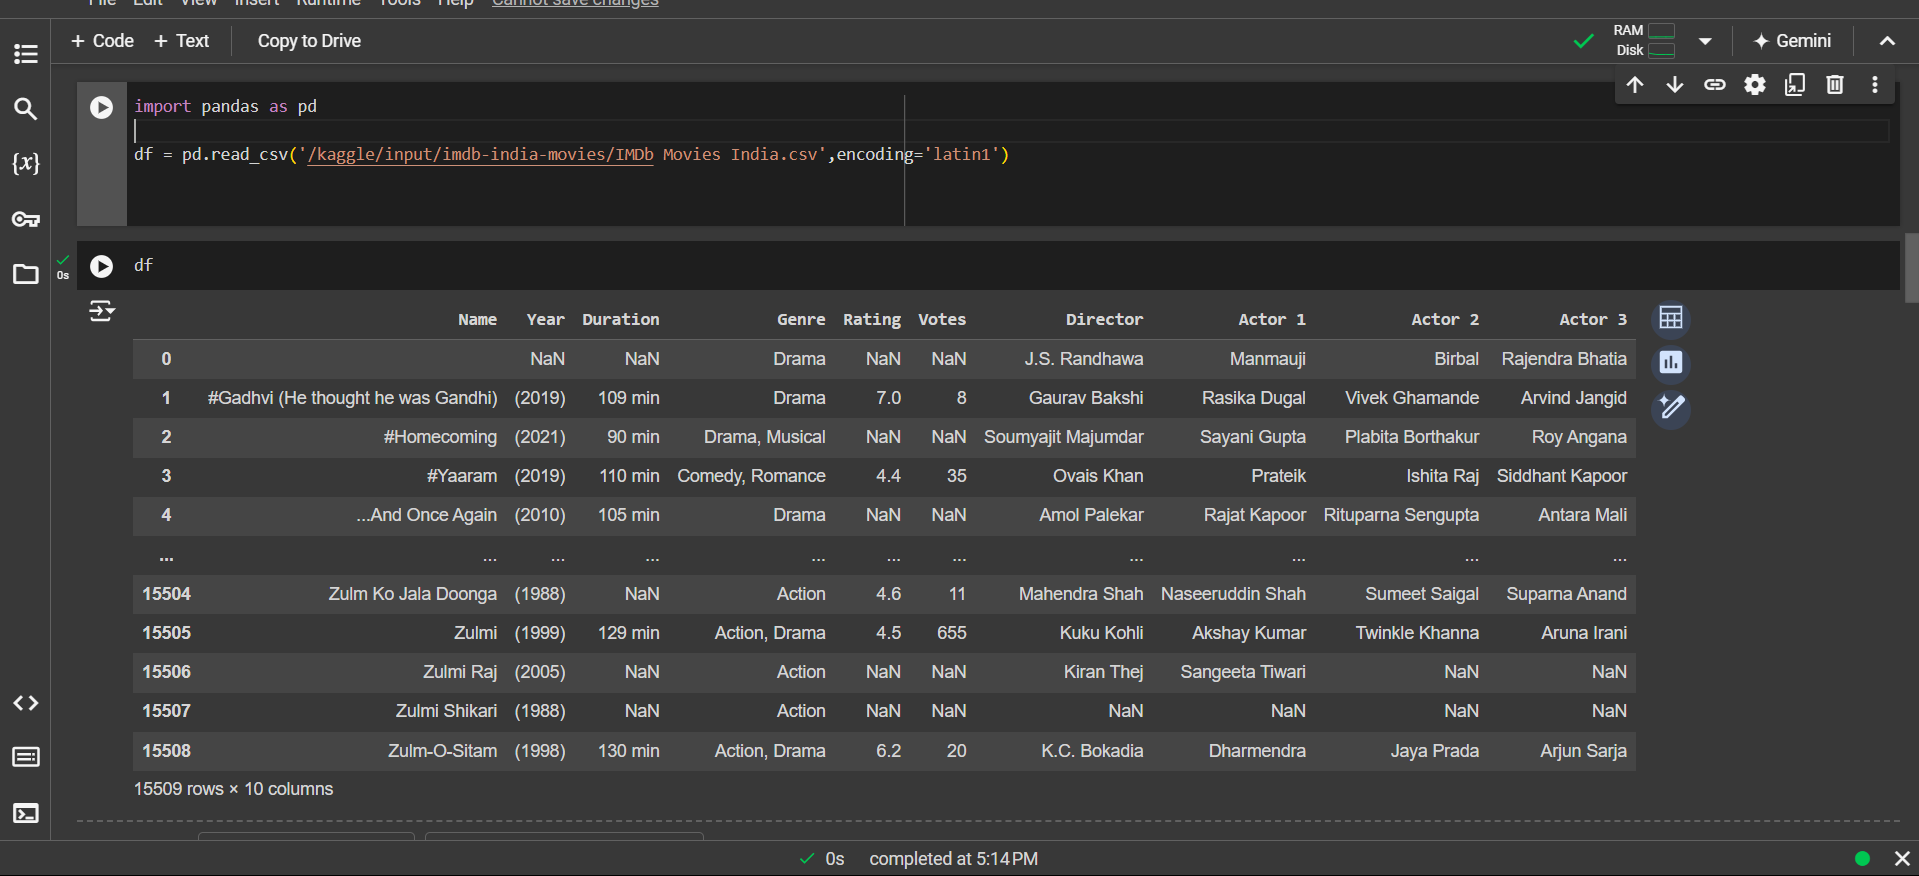 File Edit View Insert Runtime Tools Help Cannot save changes
+ Code + Text Copy to Drive RAM Disk Gemini
import pandas as pd
df = pd.read_csv('/kaggle/input/imdb-india-movies/IMDb Movies India.csv',encoding='latin1')
{x}
0s
df
Name Year Duration Genre Rating Votes Director Actor 1 Actor 2 Actor 3
0 NaN NaN Drama NaN NaN J.S. Randhawa Manmauji Birbal Rajendra Bhatia
1 #Gadhvi (He thought he was Gandhi) (2019) 109 min Drama 7.0 8 Gaurav Bakshi Rasika Dugal Vivek Ghamande Arvind Jangid
2 #Homecoming (2021) 90 min Drama, Musical NaN NaN Soumyajit Majumdar Sayani Gupta Plabita Borthakur Roy Angana
3 #Yaaram (2019) 110 min Comedy, Romance 4.4 35 Ovais Khan Prateik Ishita Raj Siddhant Kapoor
4 ...And Once Again (2010) 105 min Drama NaN NaN Amol Palekar Rajat Kapoor Rituparna Sengupta Antara Mali
... ... ... ... ... ... ... ... ... ... ...
15504 Zulm Ko Jala Doonga (1988) NaN Action 4.6 11 Mahendra Shah Naseeruddin Shah Sumeet Saigal Suparna Anand
15505 Zulmi (1999) 129 min Action, Drama 4.5 655 Kuku Kohli Akshay Kumar Twinkle Khanna Aruna Irani
15506 Zulmi Raj (2005) NaN Action NaN NaN Kiran Thej Sangeeta Tiwari NaN NaN
15507 Zulmi Shikari (1988) NaN Action NaN NaN NaN NaN NaN NaN
15508 Zulm-O-Sitam (1998) 130 min Action, Drama 6.2 20 K.C. Bokadia Dharmendra Jaya Prada Arjun Sarja
15509 rows × 10 columns
0s completed at 5:14 PM